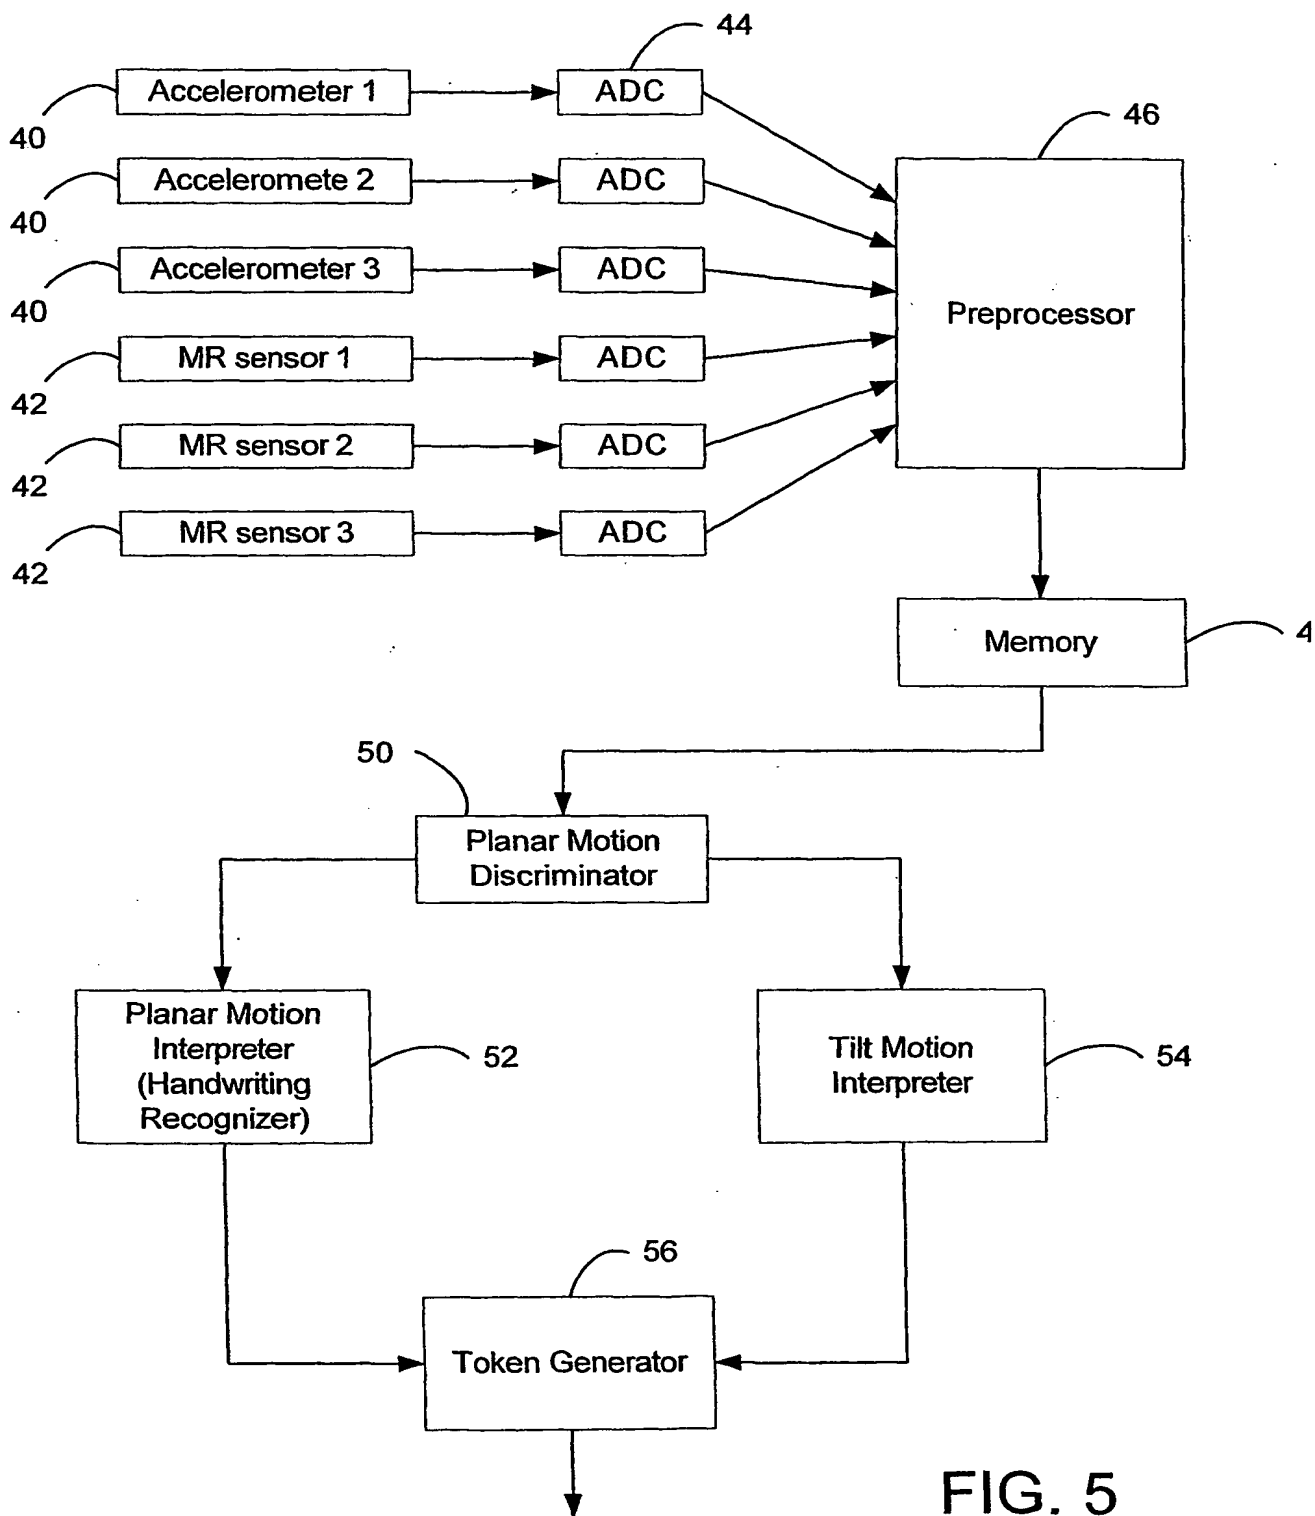 44
Accelerometer 1
ADC
40
46
Acceleromete 2
ADC
40
Accelerometer 3
ADC
40
Preprocessor
MR sensor 1
ADC
42
MR sensor 2
ADC
42
MR sensor 3
ADC
42
Memory
4
50
Planar Motion
Discriminator
Planar Motion
Interpreter
(Handwriting
Recognizer)
52
Tilt Motion
Interpreter
54
56
Token Generator
FIG. 5